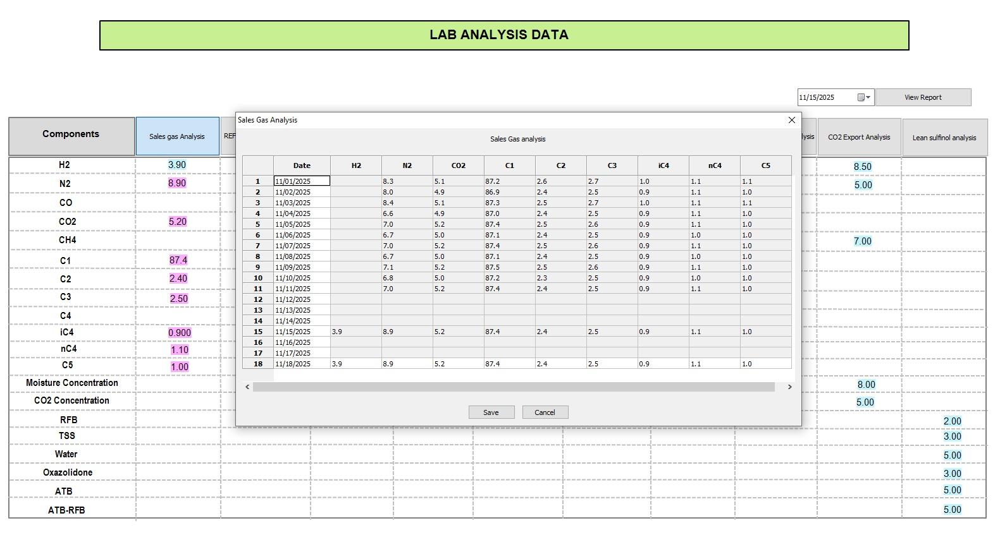 LAB ANALYSIS DATA
11/15/2025 View Report
Components Sales gas Analysis REF lysis CO2 Export Analysis Lean sulfinol analysis
Sales Gas Analysis
Sales Gas analysis
Date H2 N2 CO2 C1 C2 C3 iC4 nC4 C5
1 11/01/2025 8.3 5.1 87.2 2.6 2.7 1.0 1.1 1.1
2 11/02/2025 8.0 4.9 86.9 2.4 2.5 0.9 1.1 1.0
3 11/03/2025 8.4 5.1 87.3 2.5 2.7 1.0 1.1 1.1
4 11/04/2025 6.6 4.9 87.0 2.4 2.5 0.9 1.1 1.0
5 11/05/2025 7.0 5.2 87.4 2.5 2.6 0.9 1.1 1.0
6 11/06/2025 6.7 5.0 87.1 2.4 2.5 0.9 1.0 1.0
7 11/07/2025 7.0 5.2 87.4 2.5 2.6 0.9 1.1 1.0
8 11/08/2025 6.7 5.0 87.1 2.4 2.5 0.9 1.0 1.0
9 11/09/2025 7.1 5.2 87.5 2.5 2.6 0.9 1.1 1.0
10 11/10/2025 6.8 5.0 87.2 2.3 2.5 0.9 1.0 1.0
11 11/11/2025 7.0 5.2 87.4 2.4 2.5 0.9 1.1 1.0
12 11/12/2025
13 11/13/2025
14 11/14/2025
15 11/15/2025 3.9 8.9 5.2 87.4 2.4 2.5 0.9 1.1 1.0
16 11/16/2025
17 11/17/2025
18 11/18/2025 3.9 8.9 5.2 87.4 2.4 2.5 0.9 1.1 1.0
Save Cancel
H2 3.90 8.50
N2 8.90 5.00
CO
CO2 5.20
CH4 7.00
C1 87.4
C2 2.40
C3 2.50
C4
iC4 0.900
nC4 1.10
C5 1.00
Moisture Concentration 8.00
CO2 Concentration 5.00
RFB 2.00
TSS 3.00
Water 5.00
Oxazolidone 3.00
ATB 5.00
ATB-RFB 5.00